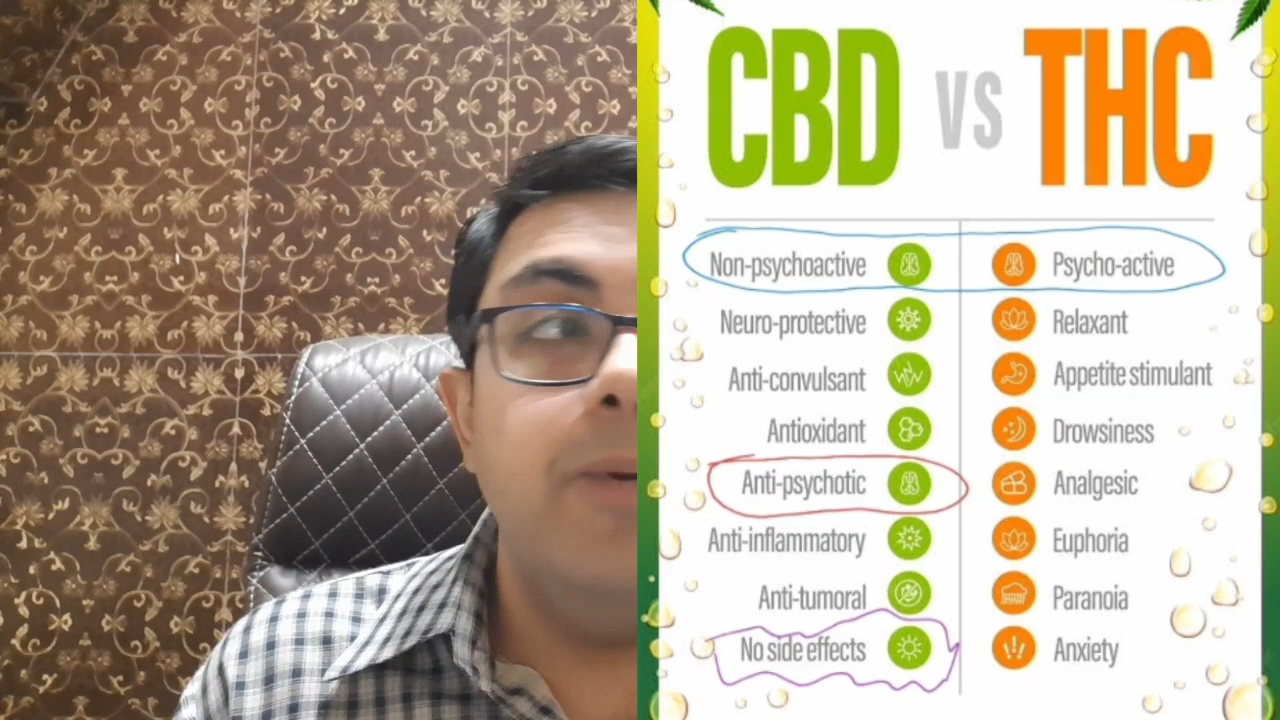 CBD VS THC
Non-psychoactive Psycho-active
Neuro-protective Relaxant
Anti-convulsant Appetite stimulant
Antioxidant Drowsiness
Anti-psychotic Analgesic
Anti-inflammatory Euphoria
Anti-tumoral Paranoia
No side effects Anxiety